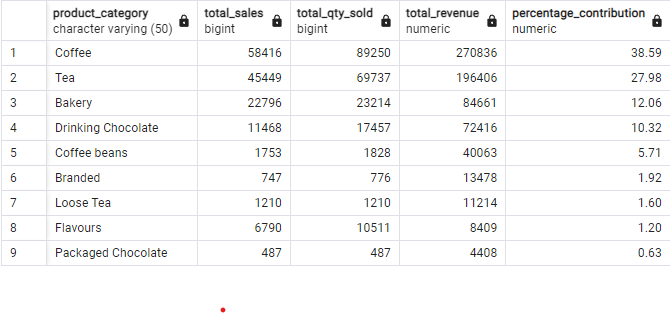 product_category total_sales total_qty_sold total_revenue percentage_contribution
character varying (50) bigint bigint numeric numeric
1 Coffee 58416 89250 270836 38.59
2 Tea 45449 69737 196406 27.98
3 Bakery 22796 23214 84661 12.06
4 Drinking Chocolate 11468 17457 72416 10.32
5 Coffee beans 1753 1828 40063 5.71
6 Branded 747 776 13478 1.92
7 Loose Tea 1210 1210 11214 1.60
8 Flavours 6790 10511 8409 1.20
9 Packaged Chocolate 487 487 4408 0.63